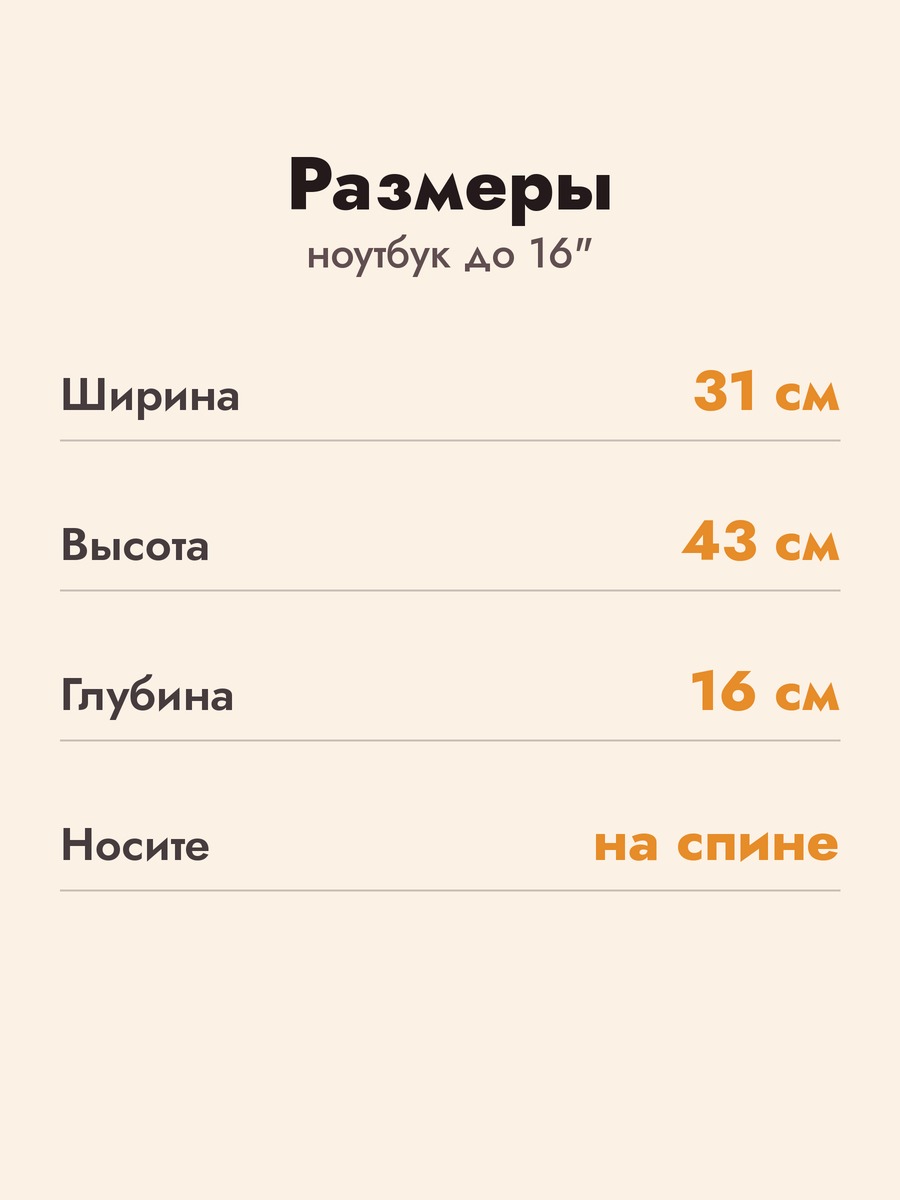 Размеры
ноутбук до 16"
Ширина 31 см
Высота 43 см
Глубина 16 см
Носите на спине